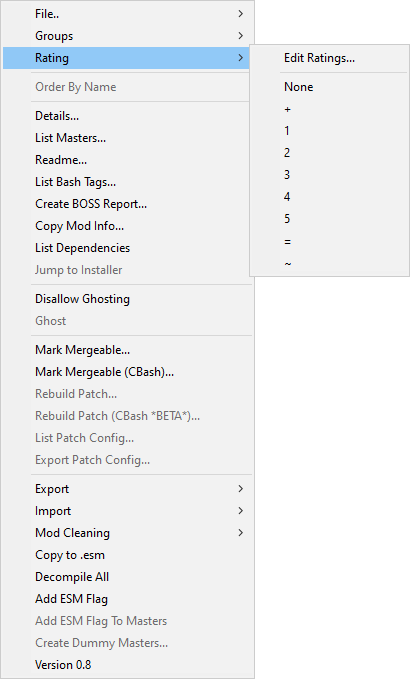 File..
Groups
Rating
Order By Name
Details...
List Masters...
Readme...
List Bash Tags...
Create BOSS Report...
Copy Mod Info...
List Dependencies
Jump to Installer
Disallow Ghosting
Ghost
Mark Mergeable...
Mark Mergeable (CBash)...
Rebuild Patch...
Rebuild Patch (CBash *BETA*)...
List Patch Config...
Export Patch Config...
Export
Import
Mod Cleaning
Copy to .esm
Decompile All
Add ESM Flag
Add ESM Flag To Masters
Create Dummy Masters...
Version 0.8
Edit Ratings...
None
+
1
2
3
4
5
=
~